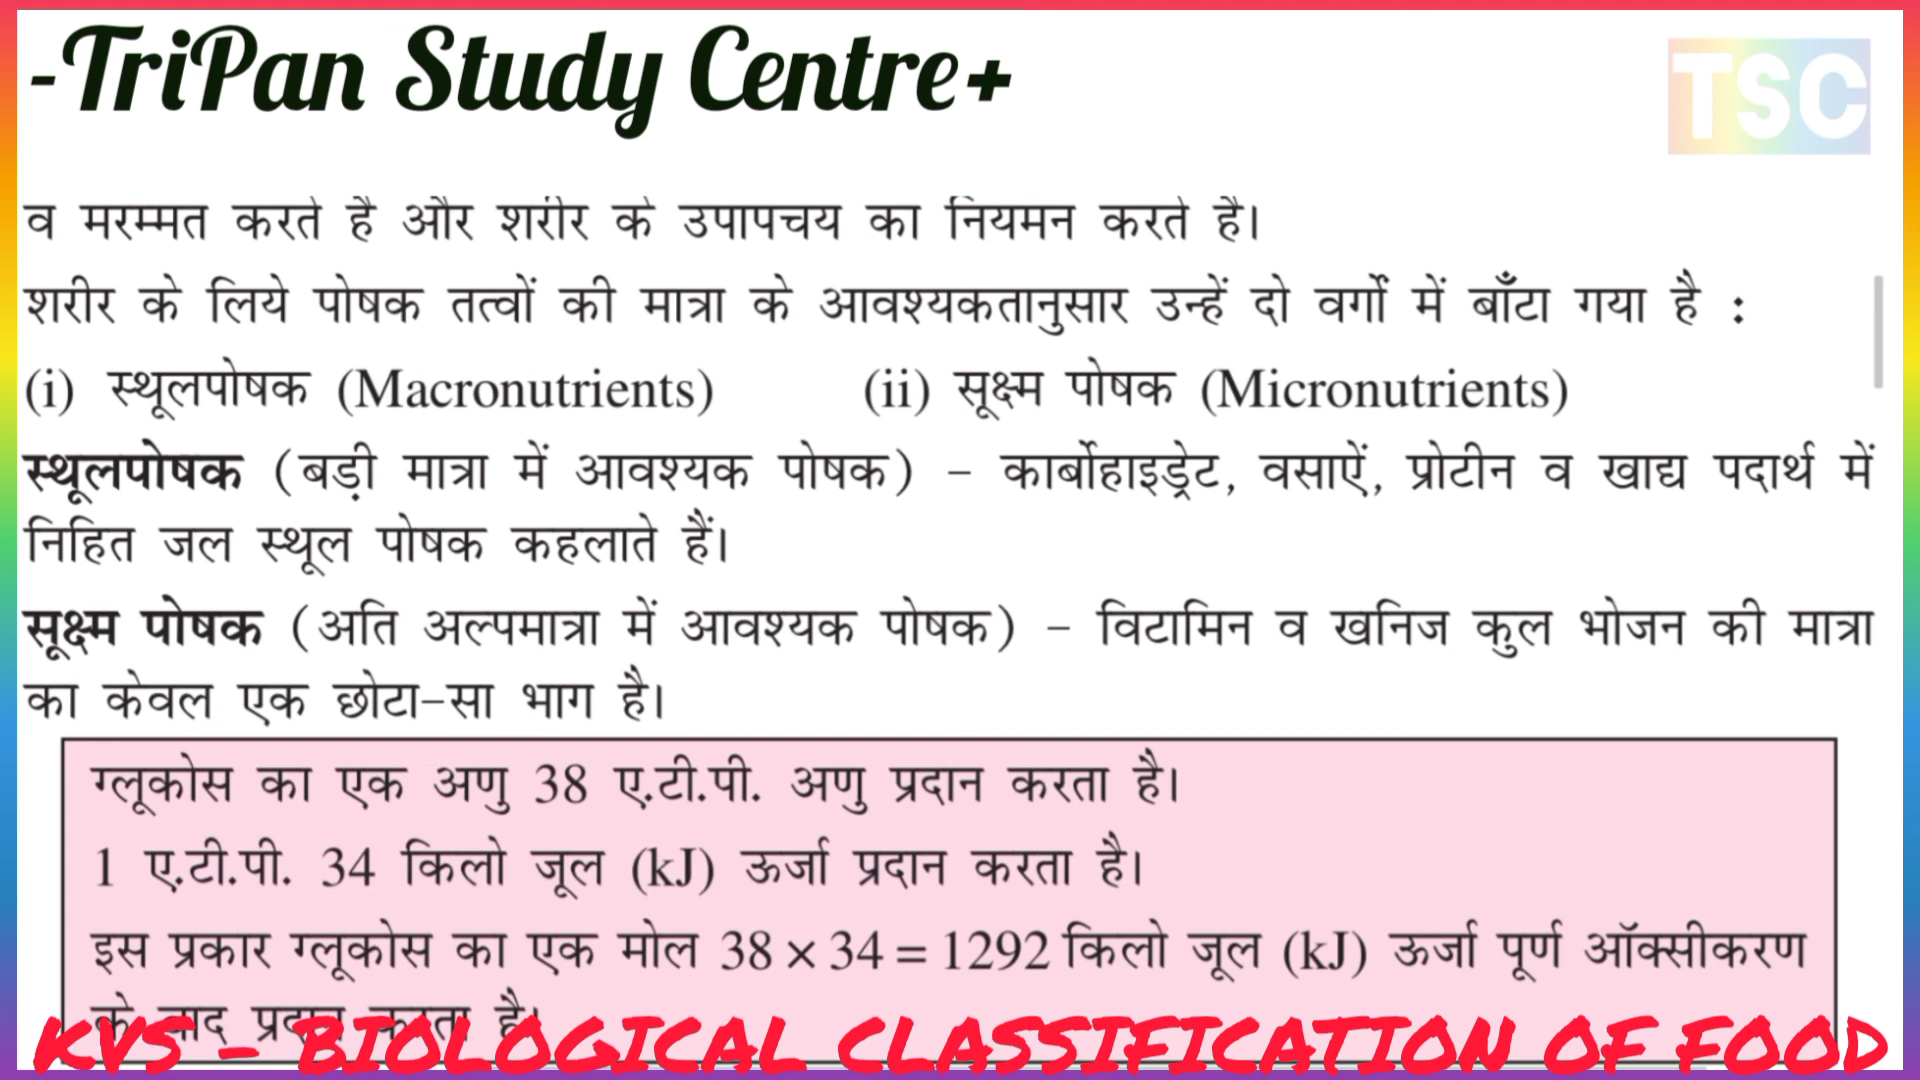 -TriPan Study Centre+
TSC
व मरम्मत करते हैं और शरीर के उपापचय का नियमन करते हैं।
शरीर के लिये पोषक तत्वों की मात्रा के आवश्यकतानुसार उन्हें दो वर्गों में बाँटा गया है :
(i) स्थूलपोषक (Macronutrients) (ii) सूक्ष्म पोषक (Micronutrients)
स्थूलपोषक (बड़ी मात्रा में आवश्यक पोषक) – कार्बोहाइड्रेट, वसाऐं, प्रोटीन व खाद्य पदार्थ में
निहित जल स्थूल पोषक कहलाते हैं।
सूक्ष्म पोषक (अति अल्पमात्रा में आवश्यक पोषक) – विटामिन व खनिज कुल भोजन की मात्रा
का केवल एक छोटा-सा भाग है।
ग्लूकोस का एक अणु 38 ए.टी.पी. अणु प्रदान करता है।
1 ए.टी.पी. 34 किलो जूल (kJ) ऊर्जा प्रदान करता है।
इस प्रकार ग्लूकोस का एक मोल 38 × 34 = 1292 किलो जूल (kJ) ऊर्जा पूर्ण ऑक्सीकरण
के बाद प्रदान करता है।
KVS - BIOLOGICAL CLASSIFICATION OF FOOD